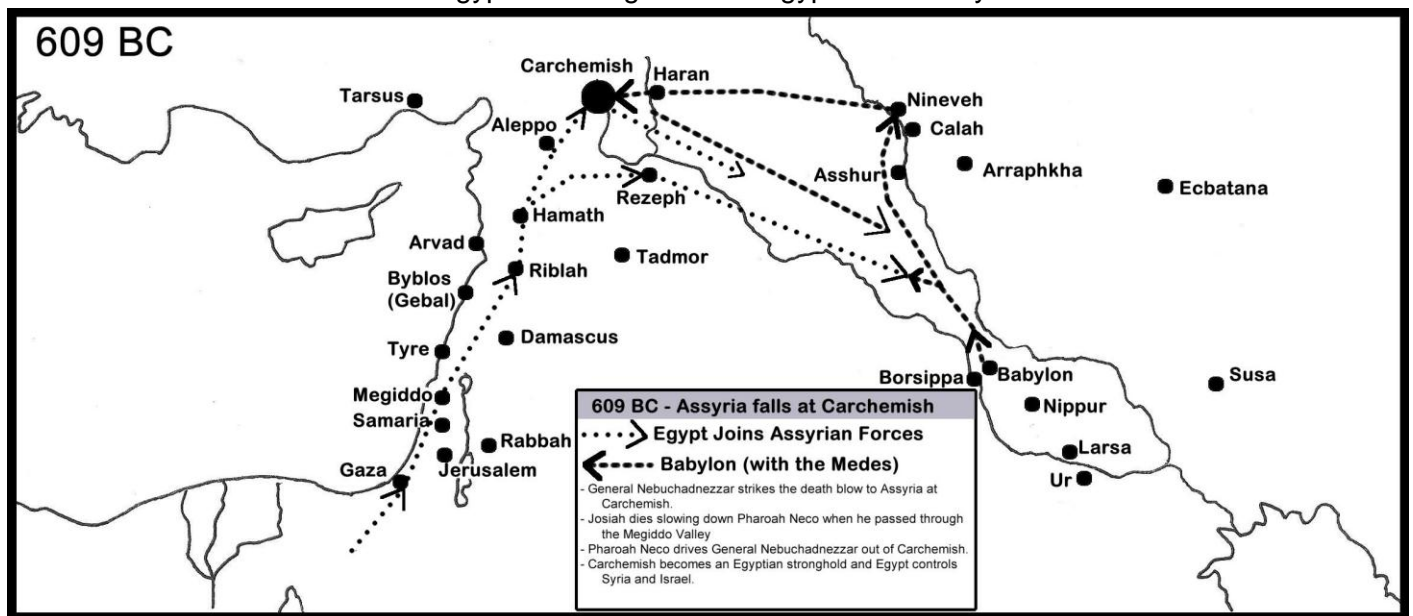 609 BC
Carchemish
Haran
Tarsus
Nineveh
Calah
Aleppo
Arraphkha
Asshur
Ecbatana
Rezeph
Hamath
Arvad
Tadmor
Riblah
Byblos
(Gebal)
Damascus
Tyre
Borsippa
Babylon
Susa
Megiddo
Nippur
Samaria
Rabbah
Larsa
Gaza
Jerusalem
Ur
609 BC - Assyria falls at Carchemish
Egypt Joins Assyrian Forces
Babylon (with the Medes)
- General Nebuchadnezzar strikes the death blow to Assyria at
Carchemish.
- Josiah dies slowing down Pharoah Neco when he passed through
the Megiddo Valley
- Pharoah Neco drives General Nebuchadnezzar out of Carchemish.
- Carchemish becomes an Egyptian stronghold and Egypt controls
Syria and Israel.